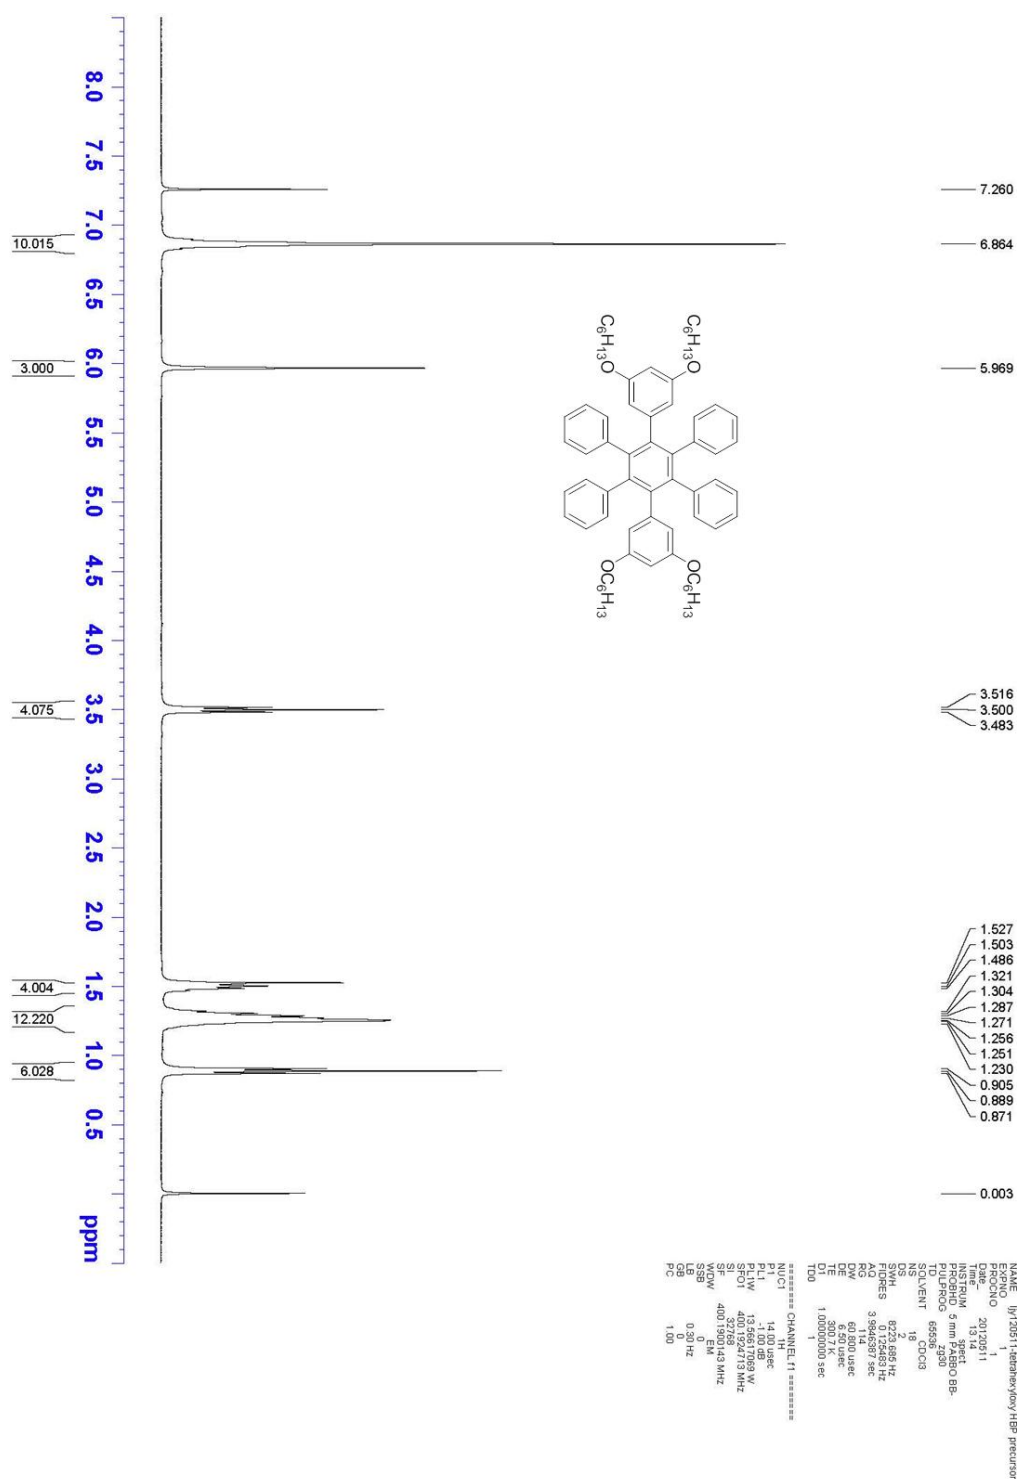 7.260
6.864
5.969
3.516
3.500
3.483
1.527
1.503
1.486
1.321
1.304
1.287
1.271
1.256
1.251
1.230
0.905
0.889
0.871
0.003
C6H13O
OC6H13
C6H13O
OC6H13
8.0
7.5
7.0
6.5
6.0
5.5
5.0
4.5
4.0
3.5
3.0
2.5
2.0
1.5
1.0
0.5
ppm
10.015
3.000
4.075
4.004
12.220
6.028
NAME ljy120511-tetrahexyloxy HBP precursor
EXPNO 1
PROCNO 1
Date_ 20120511
Time 13.14
INSTRUM spect
PROBHD 5 mm PABBO BB-
PULPROG zg30
TD 65536
SOLVENT CDCl3
NS 18
DS 2
SWH 8223.685 Hz
FIDRES 0.125483 Hz
AQ 3.9846387 sec
RG 114
DW 60.800 usec
DE 6.50 usec
TE 300.7 K
D1 1.00000000 sec
TD0 1
======== CHANNEL f1 ========
NUC1 1H
P1 14.00 usec
PL1 -1.00 dB
PL1W 13.56617069 W
SFO1 400.1924713 MHz
SI 32768
SF 400.1900143 MHz
WDW EM
SSB 0
LB 0.30 Hz
GB 0
PC 1.00